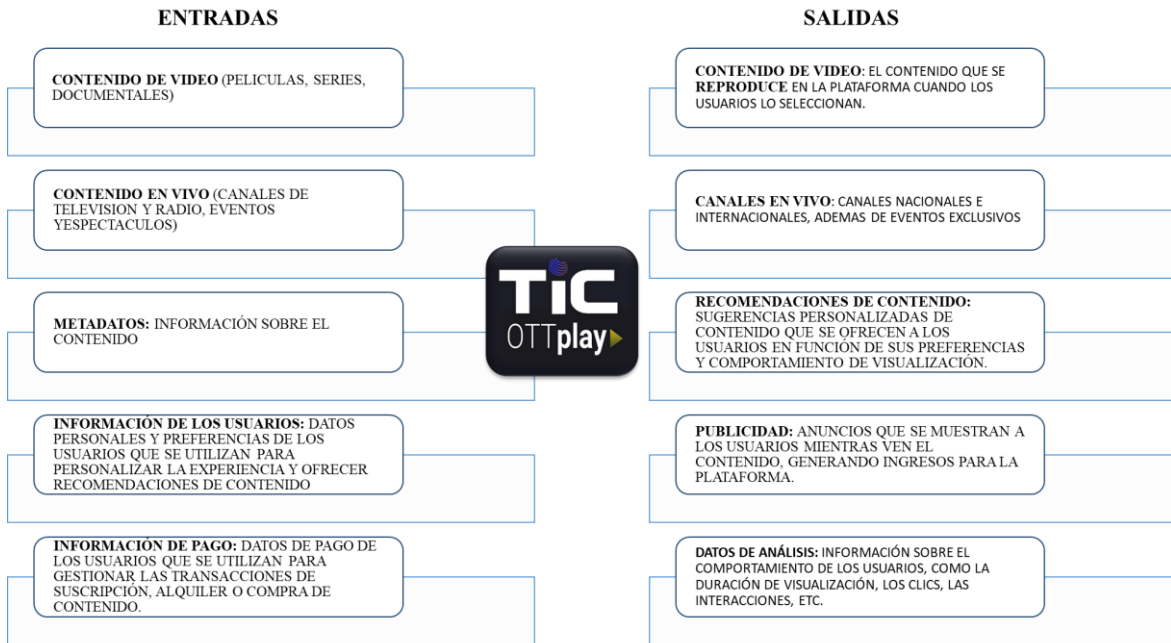 ENTRADAS
CONTENIDO DE VIDEO (PELICULAS, SERIES,
DOCUMENTALES)
CONTENIDO EN VIVO (CANALES DE
TELEVISION Y RADIO, EVENTOS
YESPECTACULOS)
METADATOS: INFORMACIÓN SOBRE EL
CONTENIDO
INFORMACIÓN DE LOS USUARIOS: DATOS
PERSONALES Y PREFERENCIAS DE LOS
USUARIOS QUE SE UTILIZAN PARA
PERSONALIZAR LA EXPERIENCIA Y OFRECER
RECOMENDACIONES DE CONTENIDO
INFORMACIÓN DE PAGO: DATOS DE PAGO DE
LOS USUARIOS QUE SE UTILIZAN PARA
GESTIONAR LAS TRANSACCIONES DE
SUSCRIPCIÓN, ALQUILER O COMPRA DE
CONTENIDO.
TiC
OTTplay
SALIDAS
CONTENIDO DE VIDEO: EL CONTENIDO QUE SE
REPRODUCE EN LA PLATAFORMA CUANDO LOS
USUARIOS LO SELECCIONAN.
CANALES EN VIVO: CANALES NACIONALES E
INTERNACIONALES, ADEMAS DE EVENTOS EXCLUSIVOS
RECOMENDACIONES DE CONTENIDO:
SUGERENCIAS PERSONALIZADAS DE
CONTENIDO QUE SE OFRECEN A LOS
USUARIOS EN FUNCIÓN DE SUS PREFERENCIAS
Y COMPORTAMIENTO DE VISUALIZACIÓN.
PUBLICIDAD: ANUNCIOS QUE SE MUESTRAN A
LOS USUARIOS MIENTRAS VEN EL
CONTENIDO, GENERANDO INGRESOS PARA LA
PLATAFORMA.
DATOS DE ANÁLISIS: INFORMACIÓN SOBRE EL
COMPORTAMIENTO DE LOS USUARIOS, COMO LA
DURACIÓN DE VISUALIZACIÓN, LOS CLICS, LAS
INTERACCIONES, ETC.